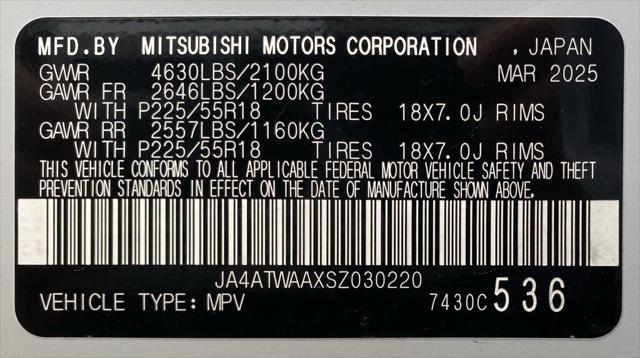 MFD.BY MITSUBISHI MOTORS CORPORATION , JAPAN
GVWR 4630LBS/2100KG MAR 2025
GAWR FR 2646LBS/1200KG
WITH P225/55R18 TIRES 18X7.0J RIMS
GAWR RR 2557LBS/1160KG
WITH P225/55R18 TIRES 18X7.0J RIMS
THIS VEHICLE CONFORMS TO ALL APPLICABLE FEDERAL MOTOR VEHICLE SAFETY AND THEFT
PREVENTION STANDARDS IN EFFECT ON THE DATE OF MANUFACTURE SHOWN ABOVE.
JA4ATWAAXSZ030220
VEHICLE TYPE: MPV 7430C 536